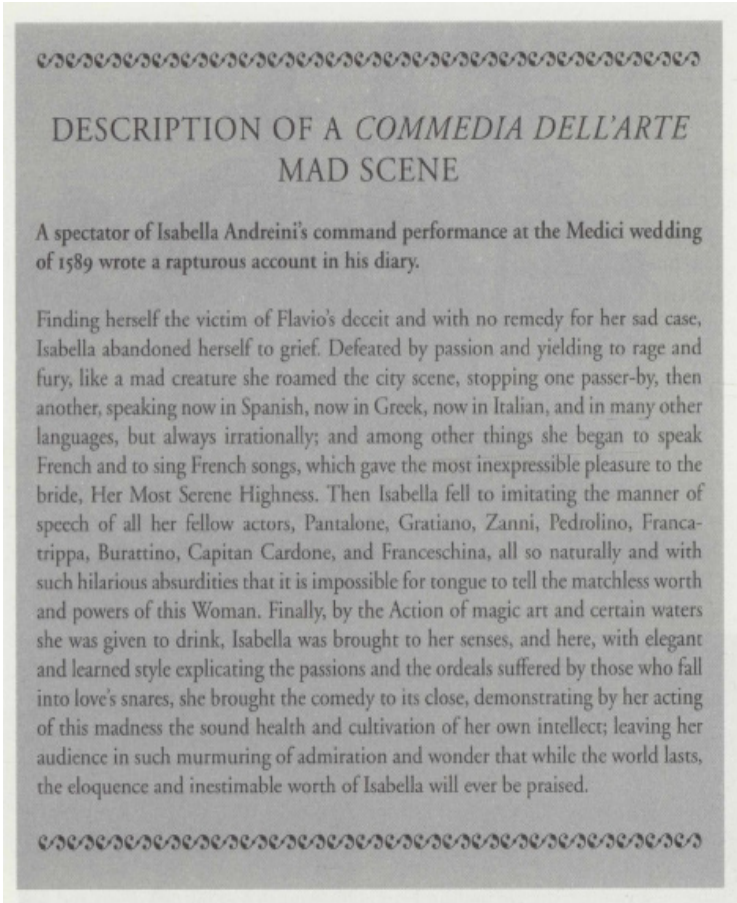 DESCRIPTION OF A COMMEDIA DELL'ARTE
MAD SCENE
A spectator of Isabella Andreini's command performance at the Medici wedding
of 1589 wrote a rapturous account in his diary.
Finding herself the victim of Flavio's deceit and with no remedy for her sad case,
Isabella abandoned herself to grief. Defeated by passion and yielding to rage and
fury, like a mad creature she roamed the city scene, stopping one passer-by, then
another, speaking now in Spanish, now in Greek, now in Italian, and in many other
languages, but always irrationally; and among other things she began to speak
French and to sing French songs, which gave the most inexpressible pleasure to the
bride, Her Most Serene Highness. Then Isabella fell to imitating the manner of
speech of all her fellow actors, Pantalone, Gratiano, Zanni, Pedrolino, Franca-
trippa, Burattino, Capitan Cardone, and Franceschina, all so naturally and with
such hilarious absurdities that it is impossible for tongue to tell the matchless worth
and powers of this Woman. Finally, by the Action of magic art and certain waters
she was given to drink, Isabella was brought to her senses, and here, with elegant
and learned style explicating the passions and the ordeals suffered by those who fall
into love's snares, she brought the comedy to its close, demonstrating by her acting
of this madness the sound health and cultivation of her own intellect; leaving her
audience in such murmuring of admiration and wonder that while the world lasts,
the eloquence and inestimable worth of Isabella will ever be praised.